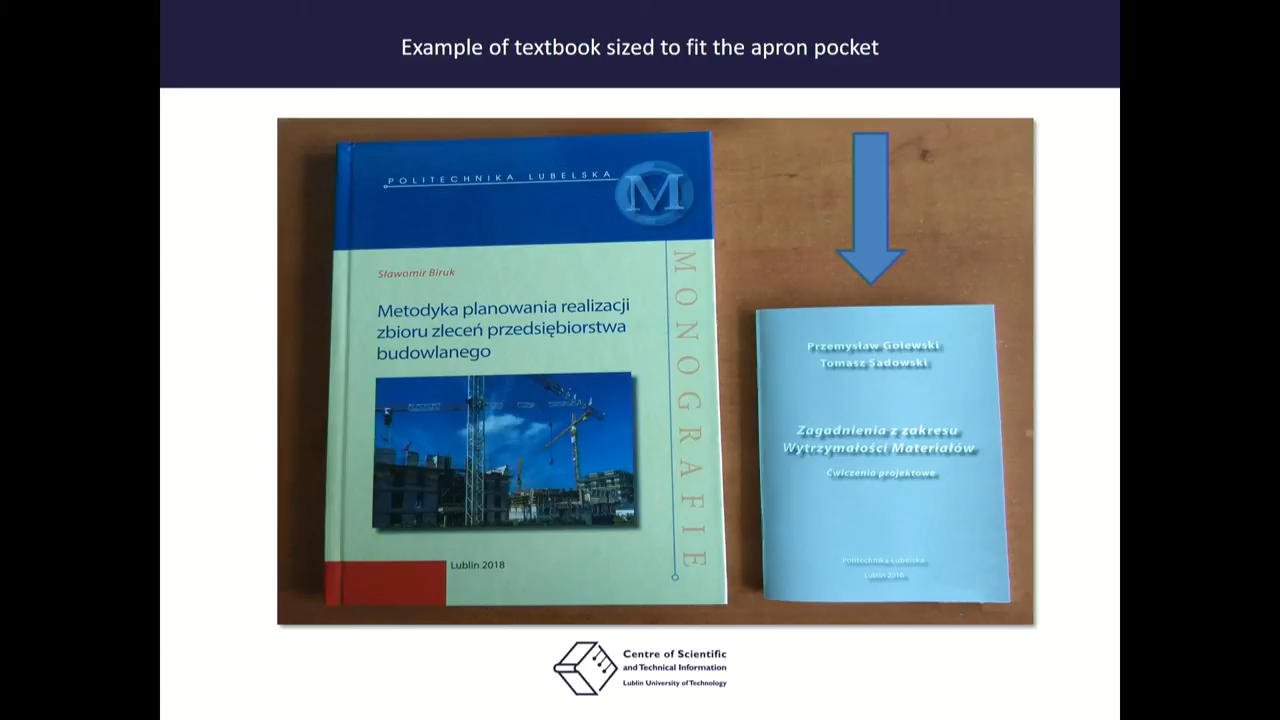 Example of textbook sized to fit the apron pocket
POLITECHNIKA LUBELSKA
M
Sławomir Biruk
Metodyka planowania realizacji
zbioru zleceń przedsiębiorstwa
budowlanego
MONOGRAFIE
Lublin 2018
Przemysław Golewski
Tomasz Sadowski
Zagadnienia z zakresu
Wytrzymałości Materiałów
Ćwiczenia projektowe
Politechnika Lubelska
Lublin 2016
Centre of Scientific
and Technical Information
Lublin University of Technology